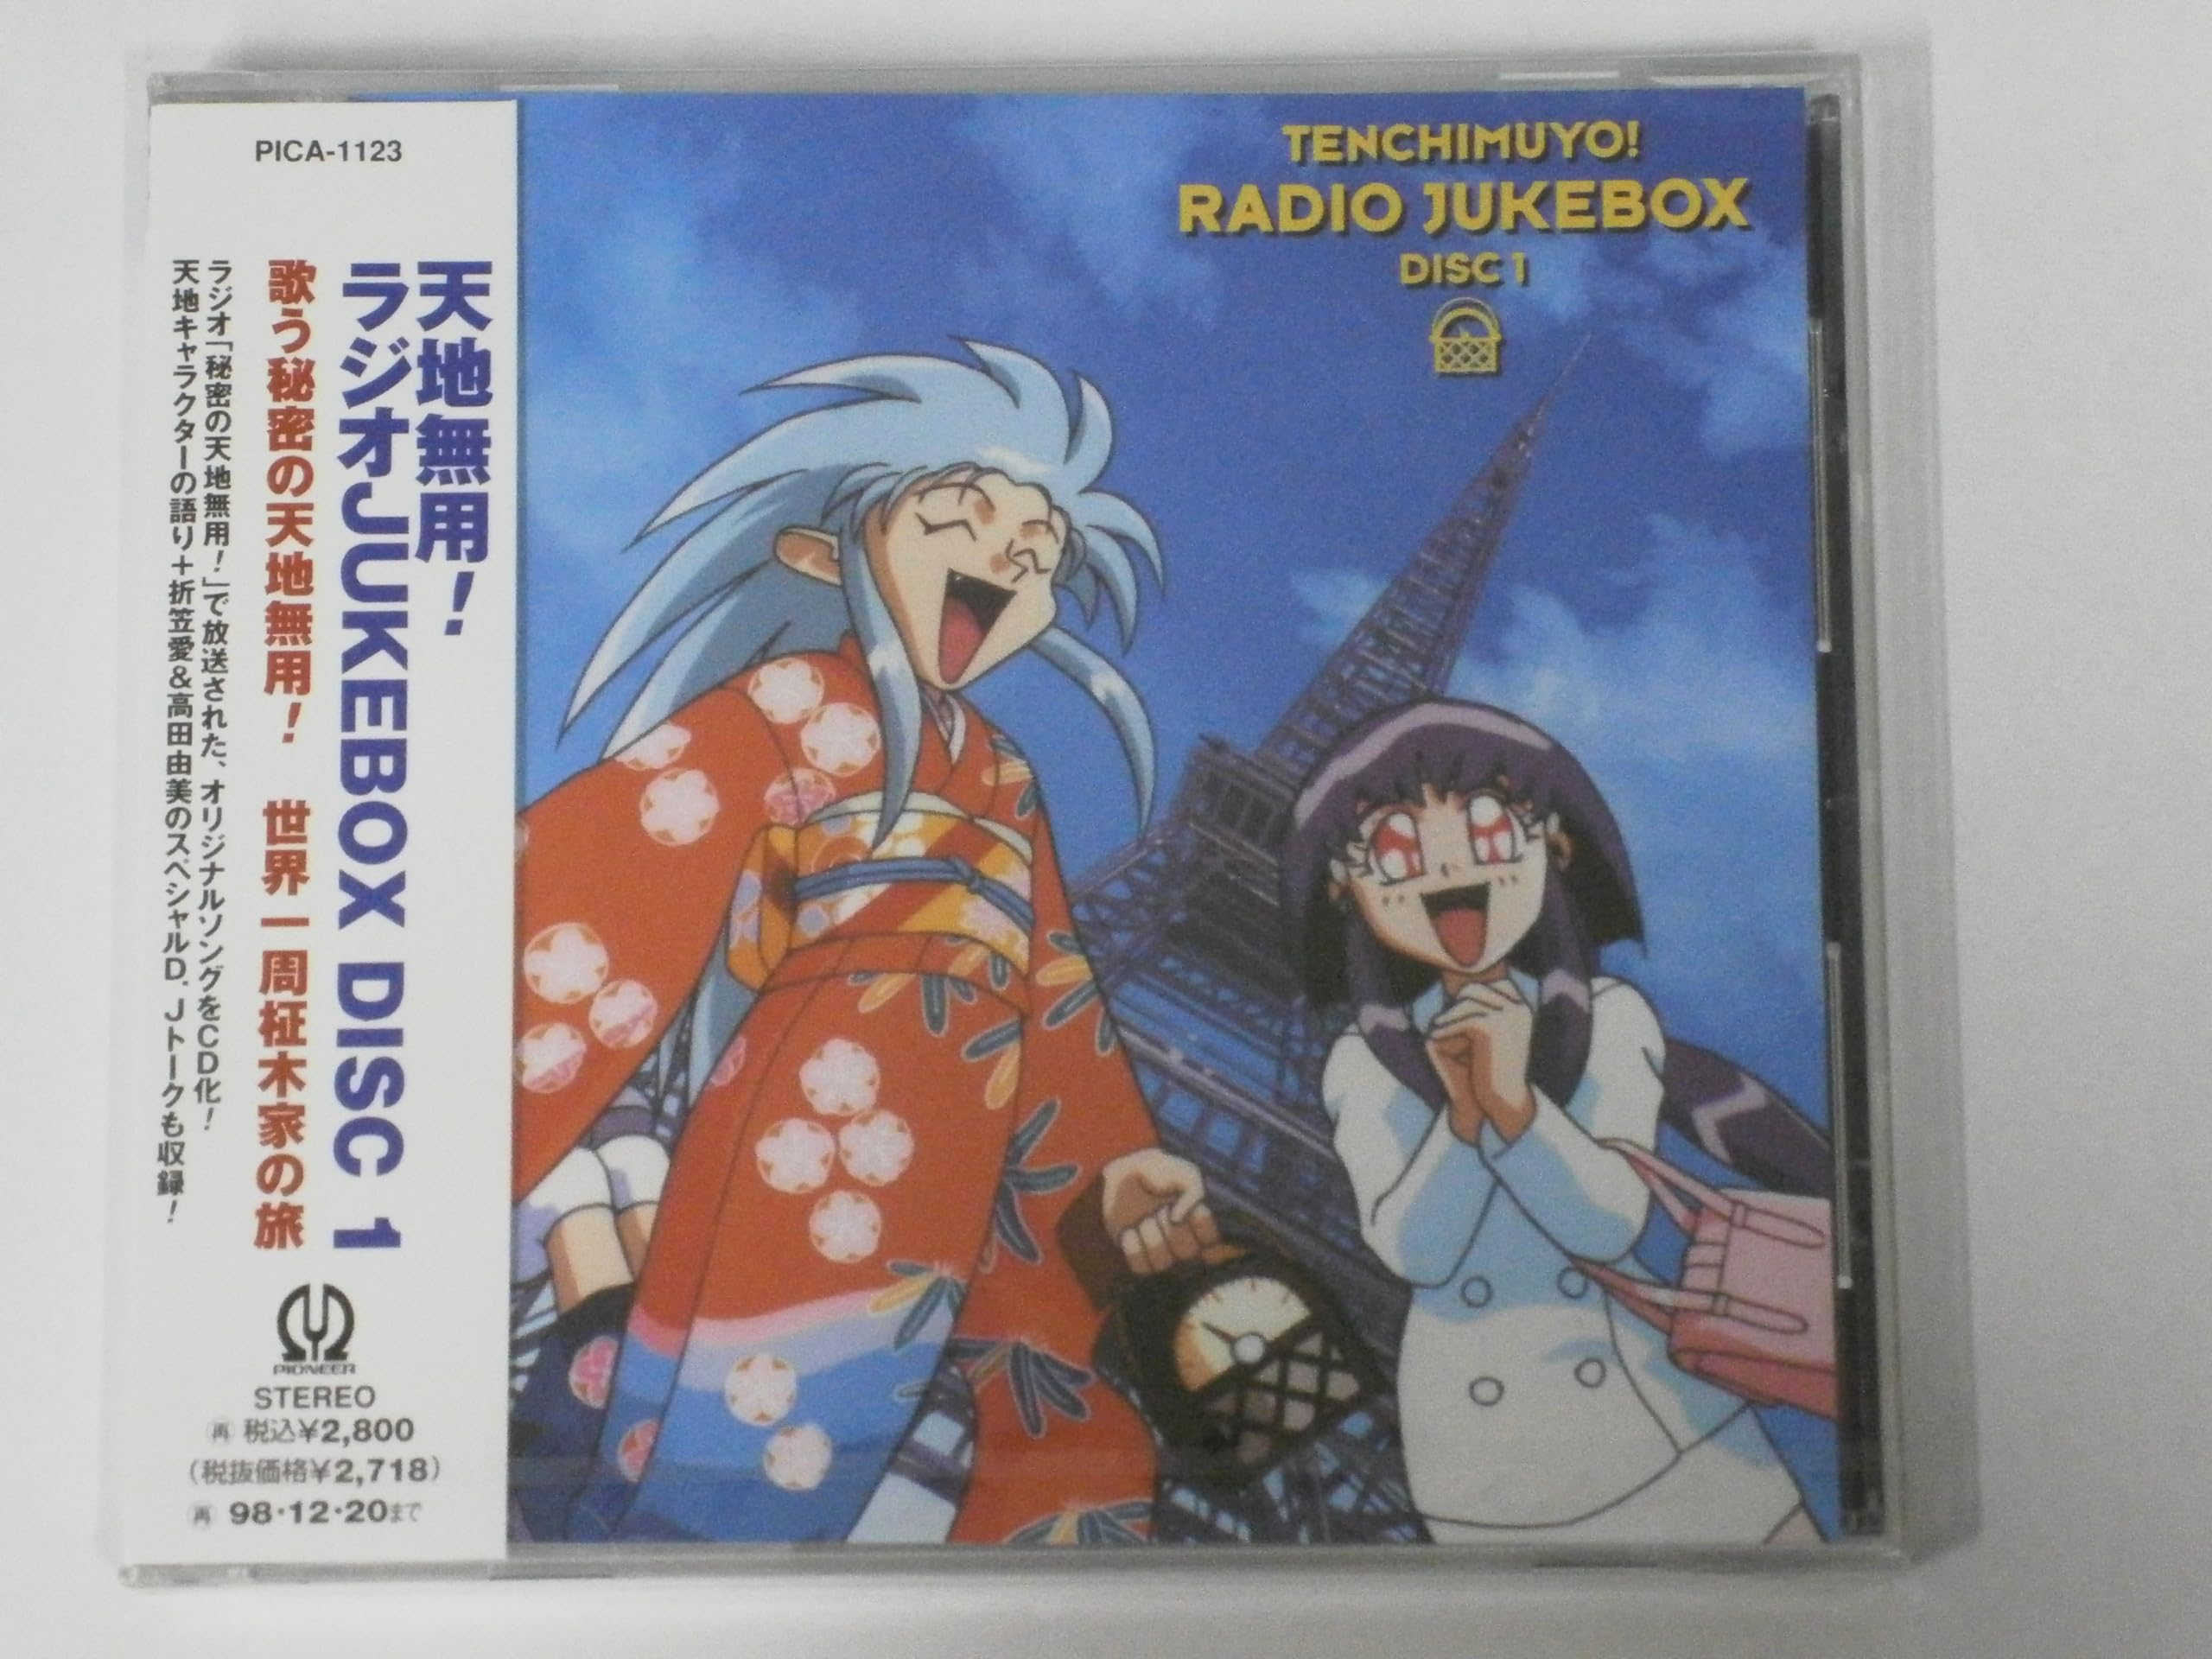 PICA-1123
天地無用!
ラジオJUKEBOX DISC 1
歌う秘密の天地無用! 世界一周柾木家の旅
ラジオ「秘密の天地無用!」で放送された、オリジナルソングをCD化!
天地キャラクターの語り+折笠愛&高田由美のスペシャルD.Jトークも収録!
PIONEER
STEREO
再 税込¥2,800
(税抜価格¥2,718)
再 98・12・20まで
TENCHIMUYO!
RADIO JUKEBOX
DISC 1